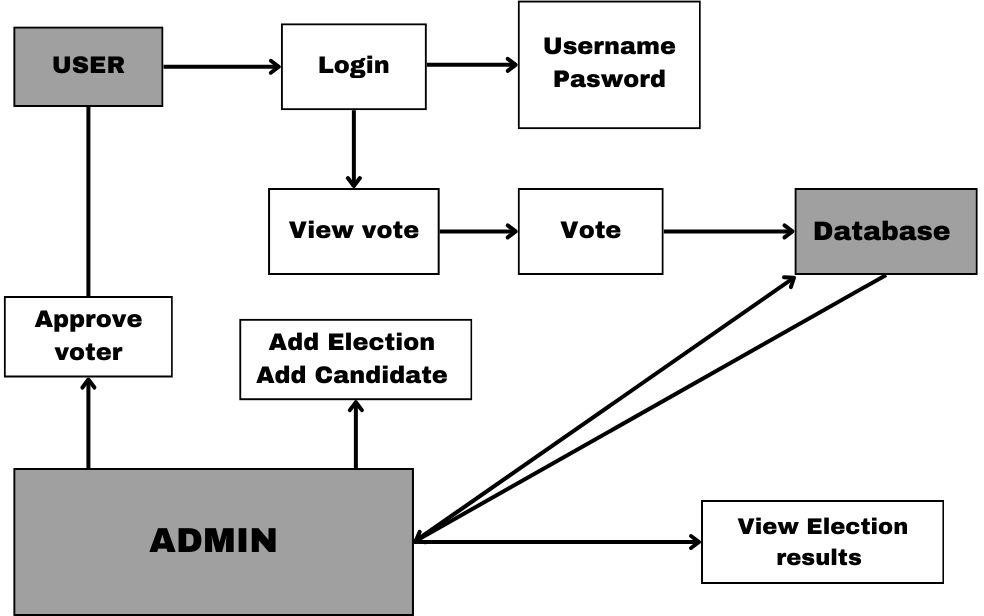 USER
Login
Username
Pasword
View vote
Vote
Database
Approve
voter
Add Election
Add Candidate
ADMIN
View Election
results